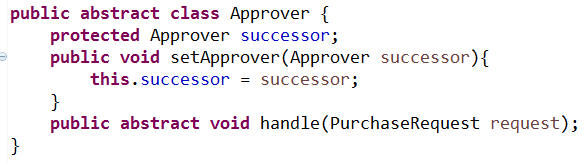 public abstract class Approver {
    protected Approver successor;
    public void setApprover(Approver successor){
        this.successor = successor;
    }
    public abstract void handle(PurchaseRequest request);
}